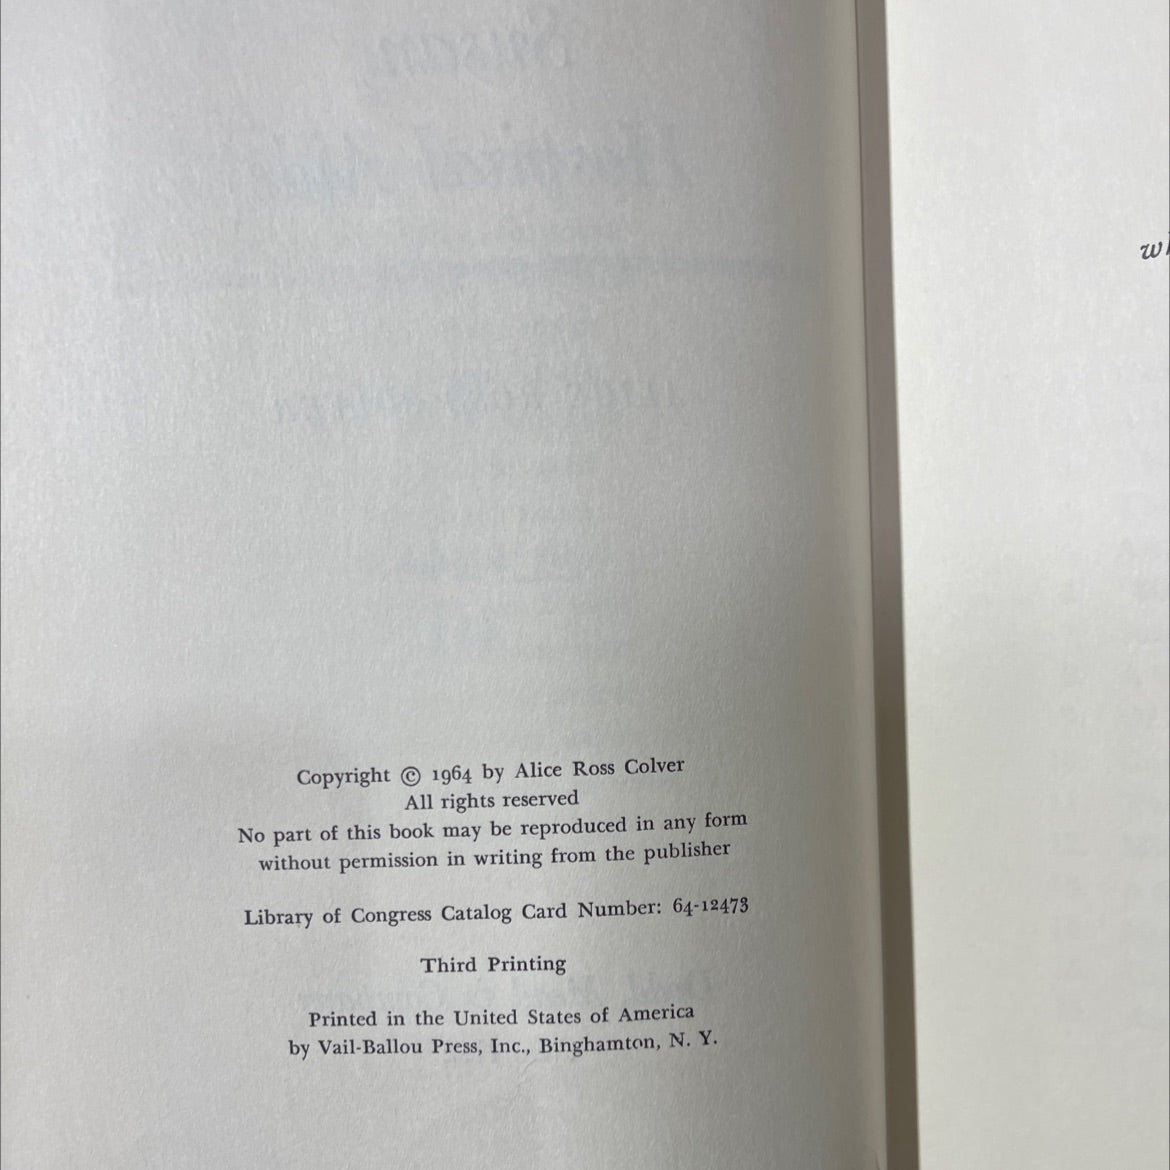 Copyright © 1964 by Alice Ross Colver
All rights reserved
No part of this book may be reproduced in any form
without permission in writing from the publisher
Library of Congress Catalog Card Number: 64-12473
Third Printing
Printed in the United States of America
by Vail-Ballou Press, Inc., Binghamton, N. Y.